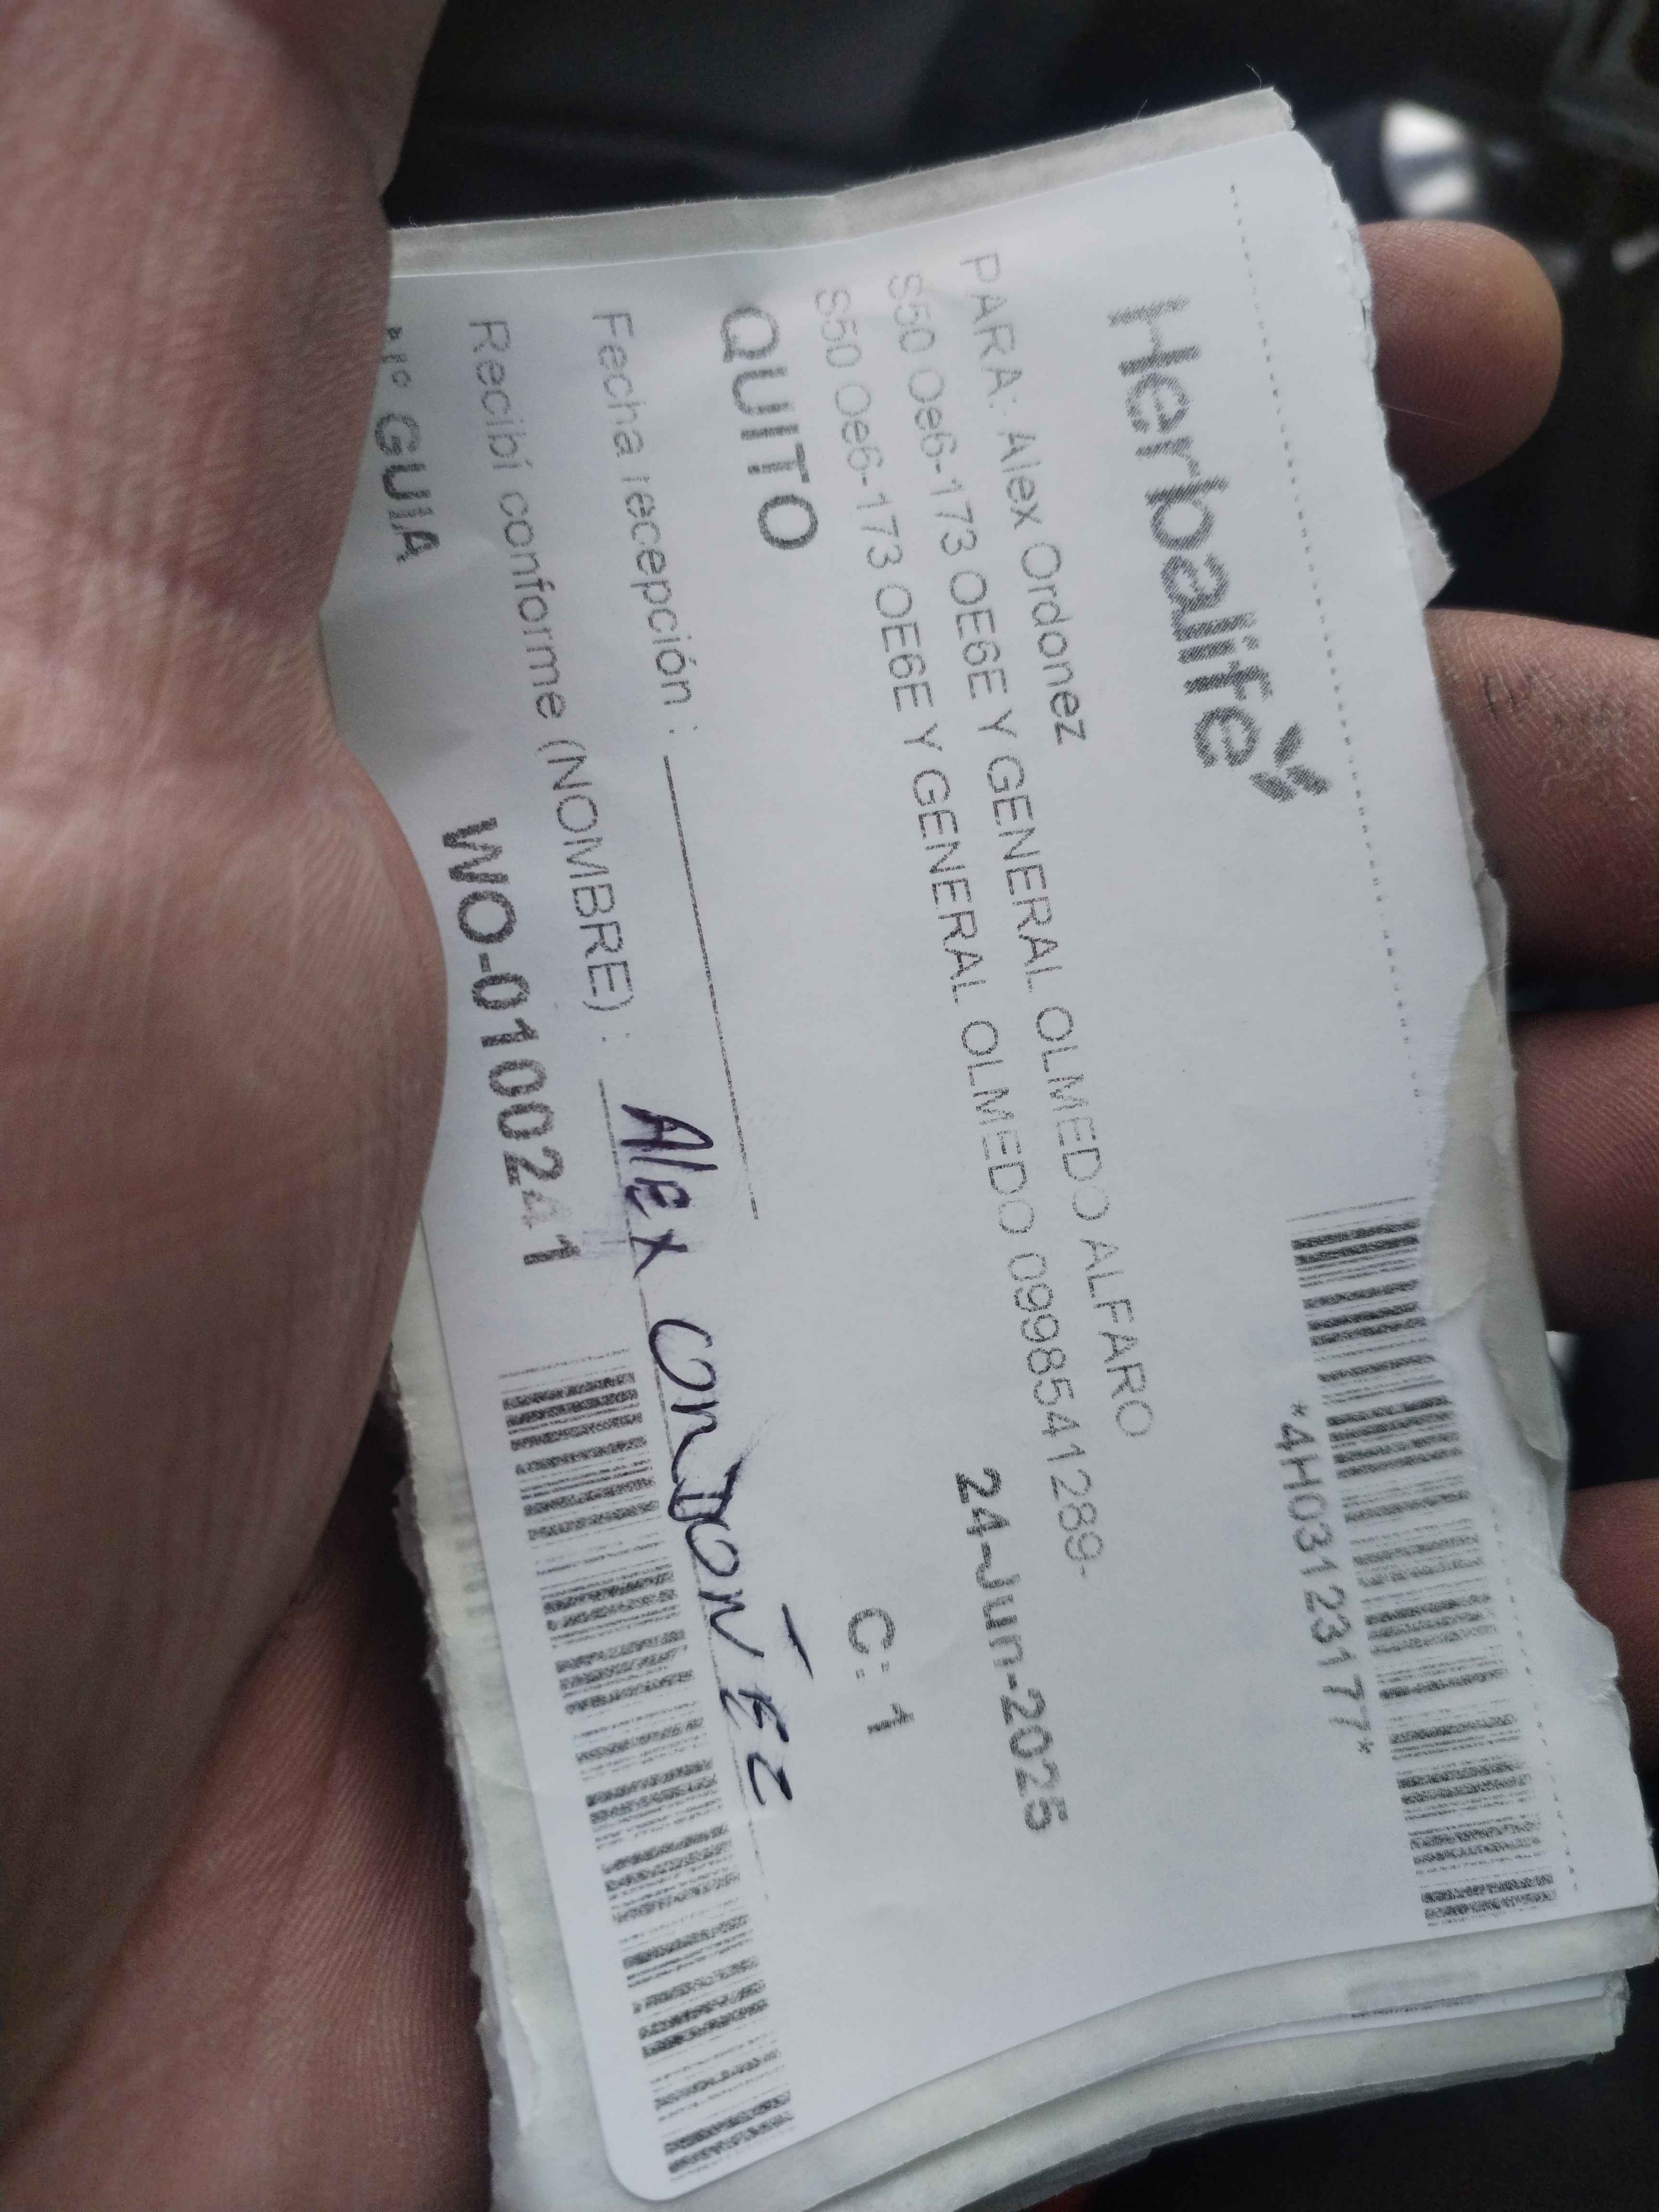 Herbalife
*4H03123177*
PARA: Alex Ordonez
S50 Oe6-173 OE6E Y GENERAL OLMEDO ALFARO
S50 Oe6-173 OE6E Y GENERAL OLMEDO 0998541289-
24-Jun-2025
QUITO
C: 1
Fecha recepción :
Recibí conforme (NOMBRE) : Alex Ordóñez
N° GUIA WO-0100241